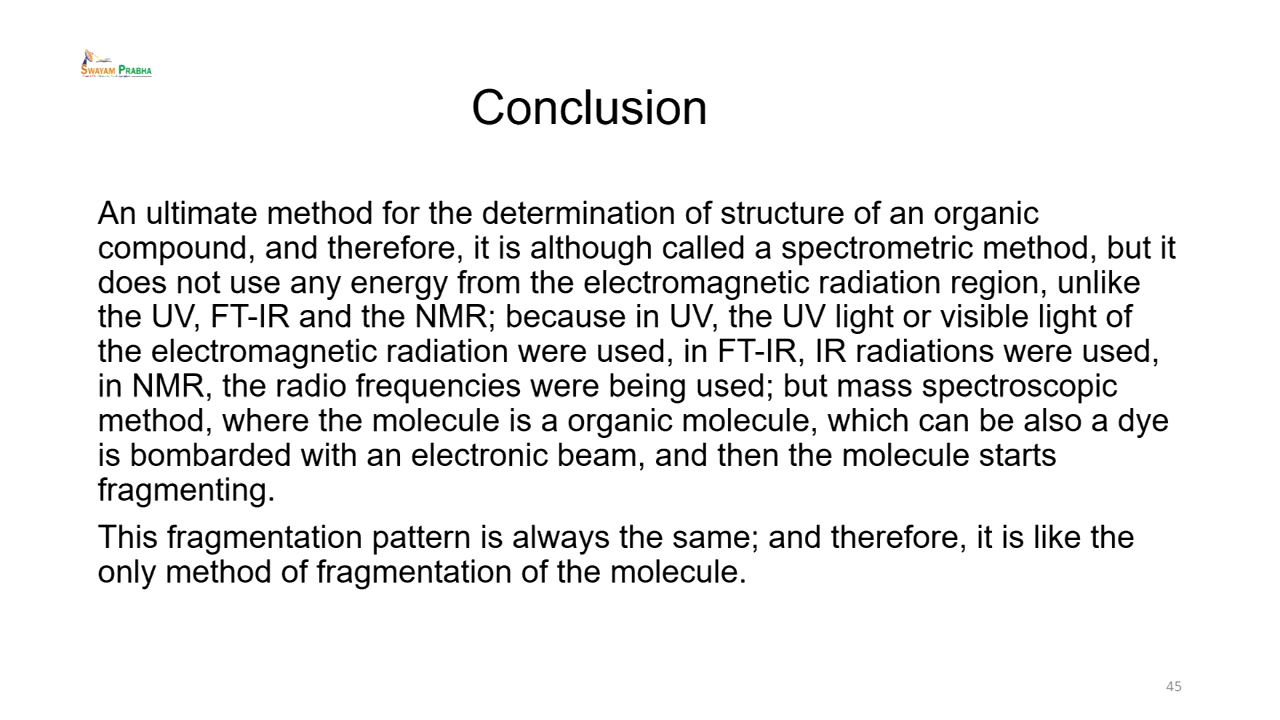 SWAYAM PRABHA
Conclusion
An ultimate method for the determination of structure of an organic
compound, and therefore, it is although called a spectrometric method, but it
does not use any energy from the electromagnetic radiation region, unlike
the UV, FT-IR and the NMR; because in UV, the UV light or visible light of
the electromagnetic radiation were used, in FT-IR, IR radiations were used,
in NMR, the radio frequencies were being used; but mass spectroscopic
method, where the molecule is a organic molecule, which can be also a dye
is bombarded with an electronic beam, and then the molecule starts
fragmenting.
This fragmentation pattern is always the same; and therefore, it is like the
only method of fragmentation of the molecule.
45